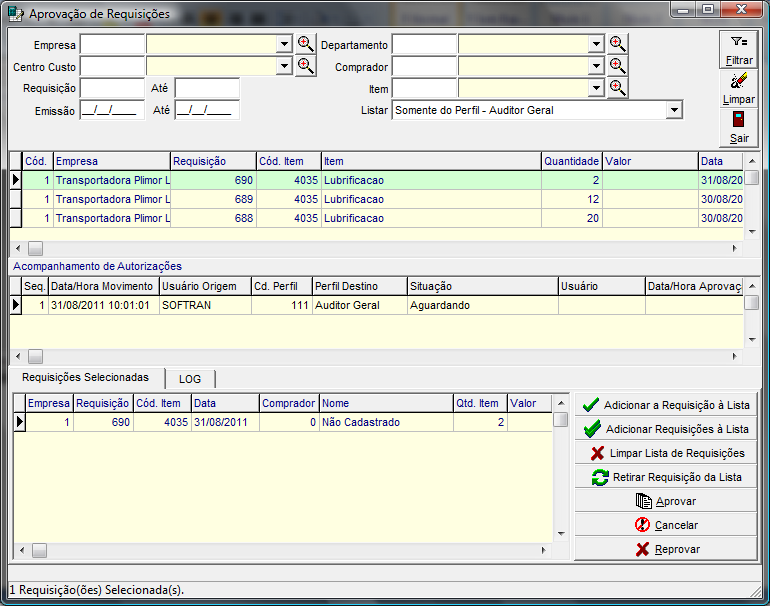 Aprovação de Requisições
Empresa Departamento
Centro Custo Comprador
Requisição Até Item
Emissão __/__/____ Até __/__/____ Listar Somente do Perfil - Auditor Geral
Filtrar
Limpar
Sair
Cód. Empresa Requisição Cód. Item Item Quantidade Valor Data
1 Transportadora Plimor L 690 4035 Lubrificacao 2 31/08/20
1 Transportadora Plimor L 689 4035 Lubrificacao 12 30/08/20
1 Transportadora Plimor L 688 4035 Lubrificacao 20 30/08/20
Acompanhamento de Autorizações
Seq. Data/Hora Movimento Usuário Origem Cd. Perfil Perfil Destino Situação Usuário Data/Hora Aprovaç
1 31/08/2011 10:01:01 SOFTRAN 111 Auditor Geral Aguardando
Requisições Selecionadas LOG
Empresa Requisição Cód. Item Data Comprador Nome Qtd. Item Valor
1 690 4035 31/08/2011 0 Não Cadastrado 2
Adicionar a Requisição à Lista
Adicionar Requisições à Lista
Limpar Lista de Requisições
Retirar Requisição da Lista
Aprovar
Cancelar
Reprovar
1 Requisição(ões) Selecionada(s).